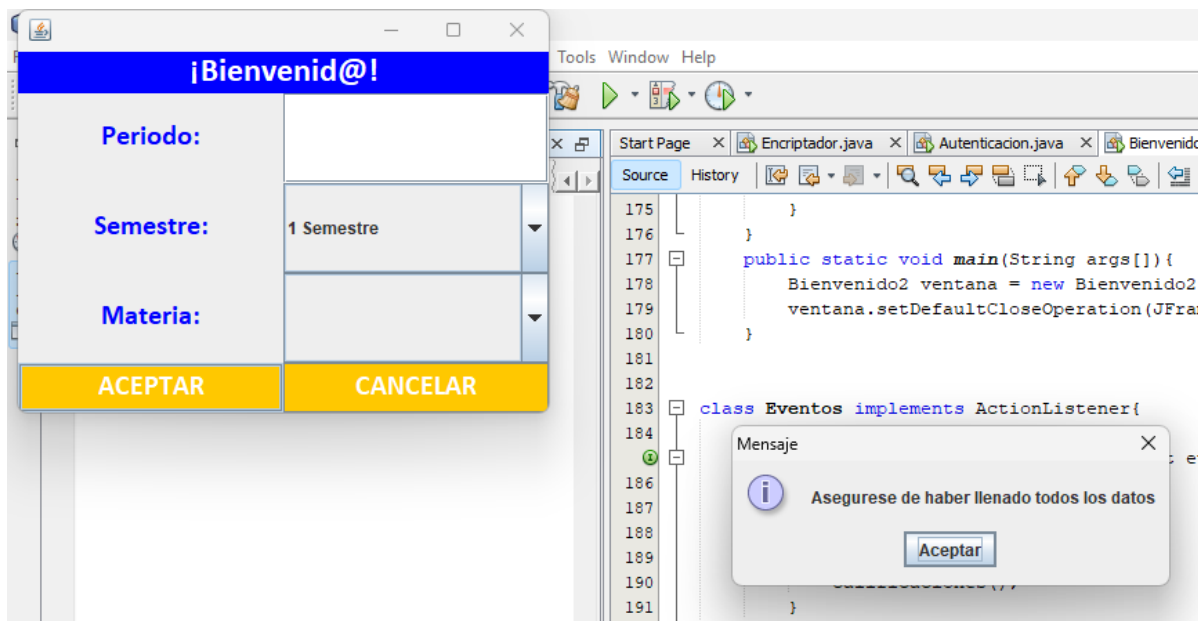 ¡Bienvenid@!
Periodo:
Semestre:
1 Semestre
Materia:
ACEPTAR
CANCELAR
Tools Window Help
Start Page
Encriptador.java
Autenticacion.java
Source
History
175 }
176 }
177 public static void main(String args[]){
178 Bienvenido2 ventana = new Bienvenido2
179 ventana.setDefaultCloseOperation(
180 }
181
182
183 class Eventos implements ActionListener{
184
186
187
188
189
190
191 }
Mensaje
Asegurese de haber llenado todos los datos
Aceptar